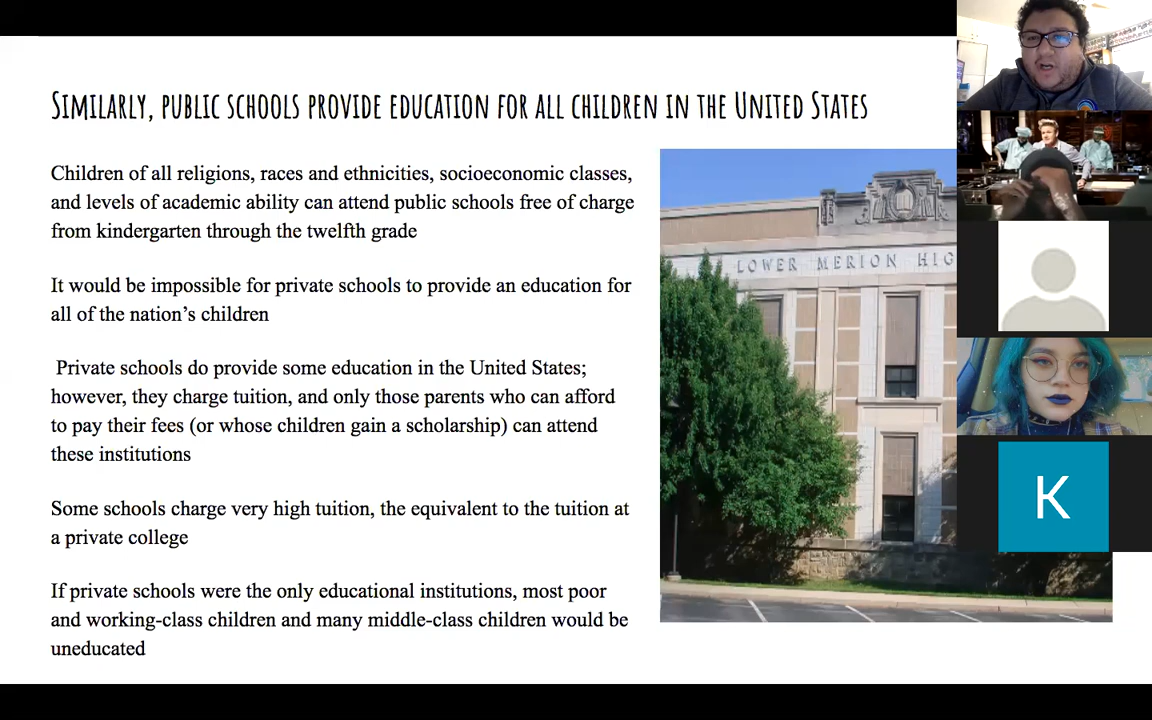 Similarly, public schools provide education for all children in the United States
Children of all religions, races and ethnicities, socioeconomic classes,
and levels of academic ability can attend public schools free of charge
from kindergarten through the twelfth grade
It would be impossible for private schools to provide an education for
all of the nation’s children
Private schools do provide some education in the United States;
however, they charge tuition, and only those parents who can afford
to pay their fees (or whose children gain a scholarship) can attend
these institutions
Some schools charge very high tuition, the equivalent to the tuition at
a private college
If private schools were the only educational institutions, most poor
and working-class children and many middle-class children would be
uneducated
LOWER MERION HIG
K